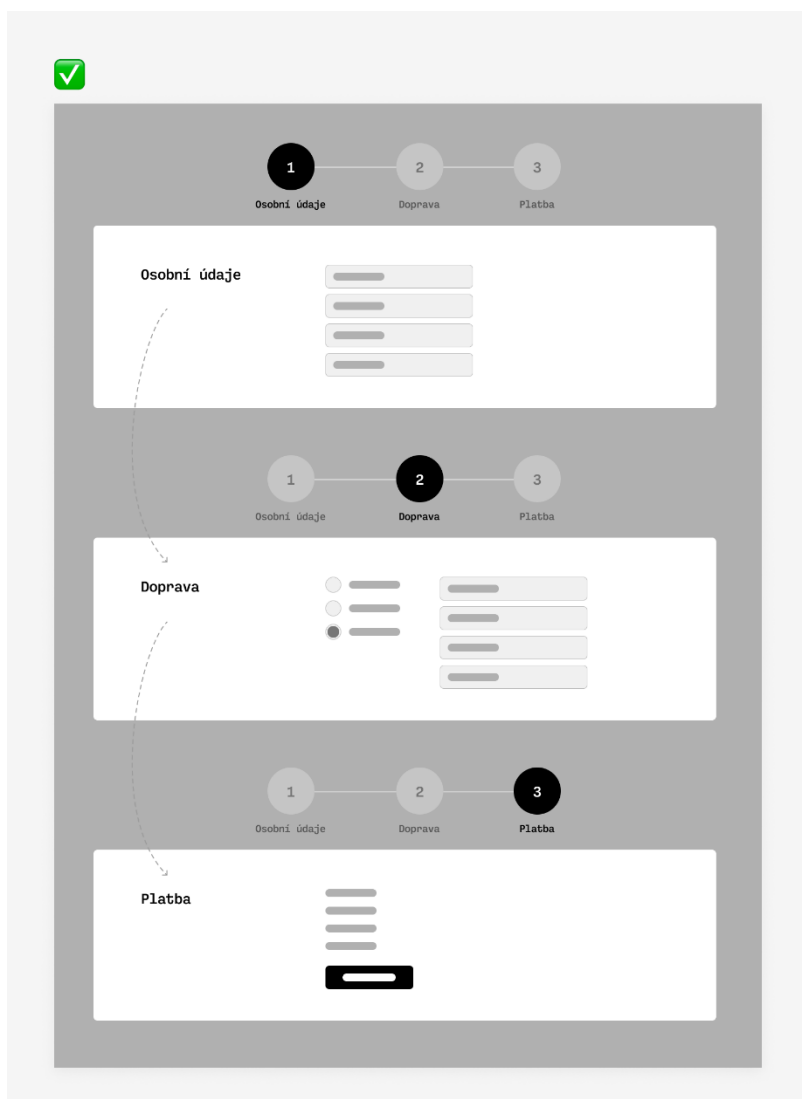 ✅
1 2 3
Osobní údaje Doprava Platba
Osobní údaje
1 2 3
Osobní údaje Doprava Platba
Doprava
1 2 3
Osobní údaje Doprava Platba
Platba